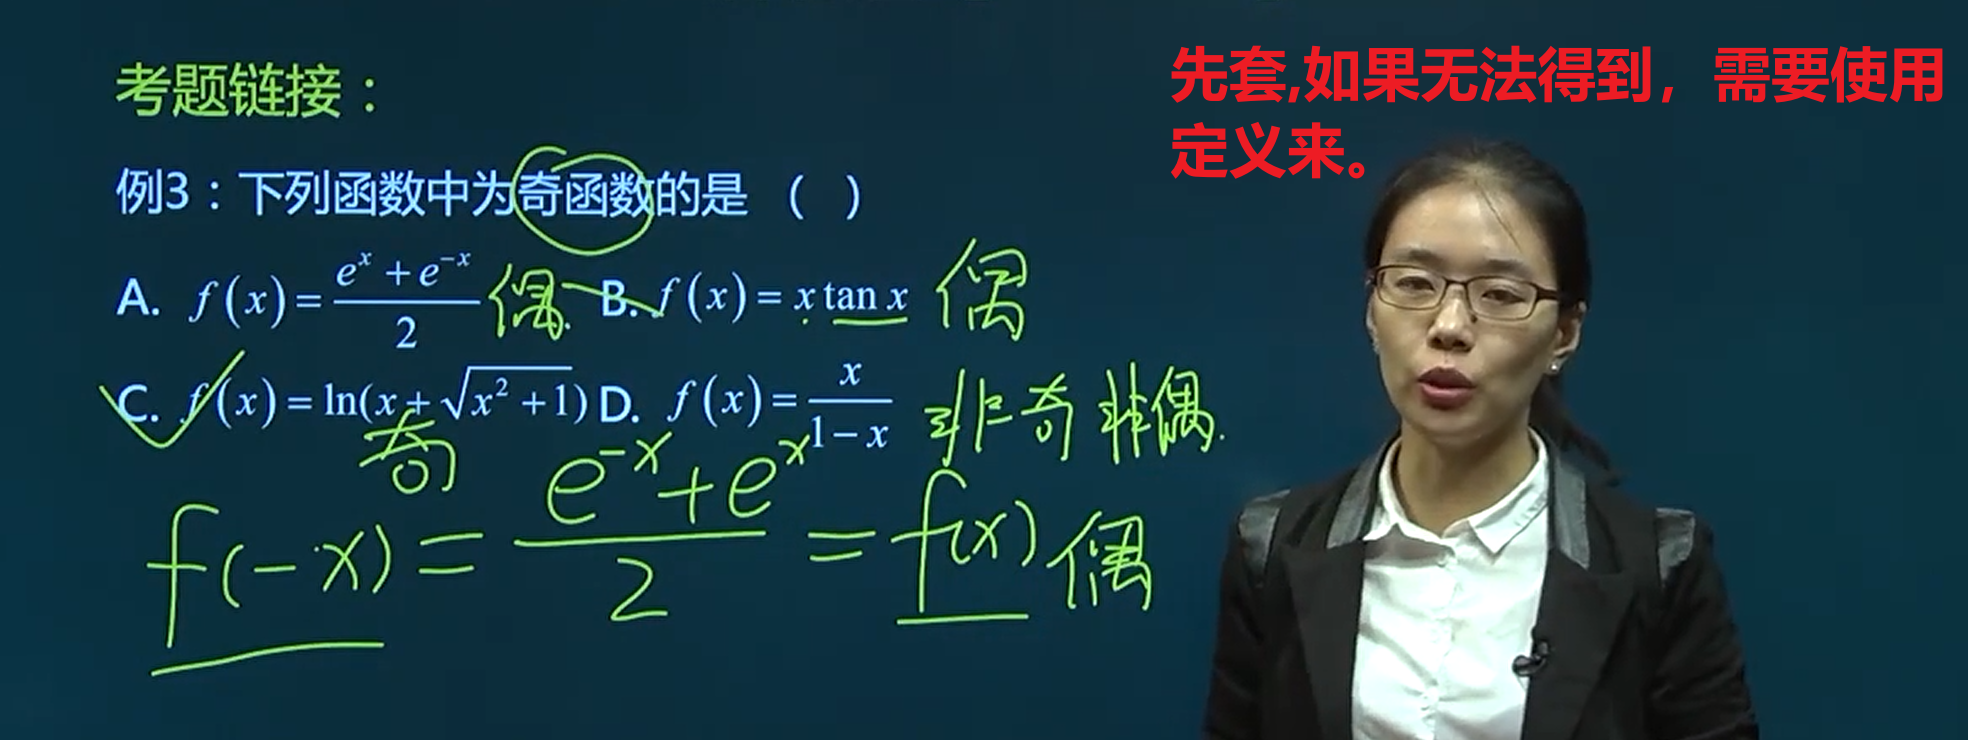 先套,如果无法得到，需要使用
定义来。
考题链接：
例3：下列函数中为奇函数的是 （ ）
A. f(x)=\frac{e^x+e^{-x}}{2} 偶. B. f(x)=x tan x 偶
C. f(x)=ln(x+\sqrt{x^2+1}) D. f(x)=\frac{x}{1-x} 非奇非偶.
奇
f(-x)=\frac{e^{-x}+e^x}{2}=f(x) 偶